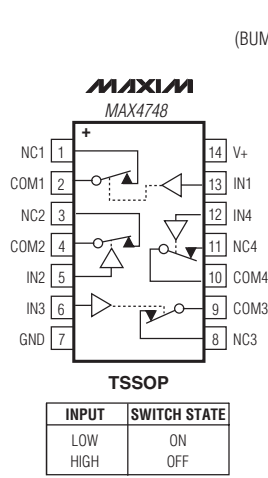 (BUM
MAXIM
MAX4748
+
NC1 1 14 V+
COM1 2 13 IN1
NC2 3 12 IN4
COM2 4 11 NC4
IN2 5 10 COM4
IN3 6 9 COM3
GND 7 8 NC3
TSSOP
INPUT SWITCH STATE
LOW ON
HIGH OFF